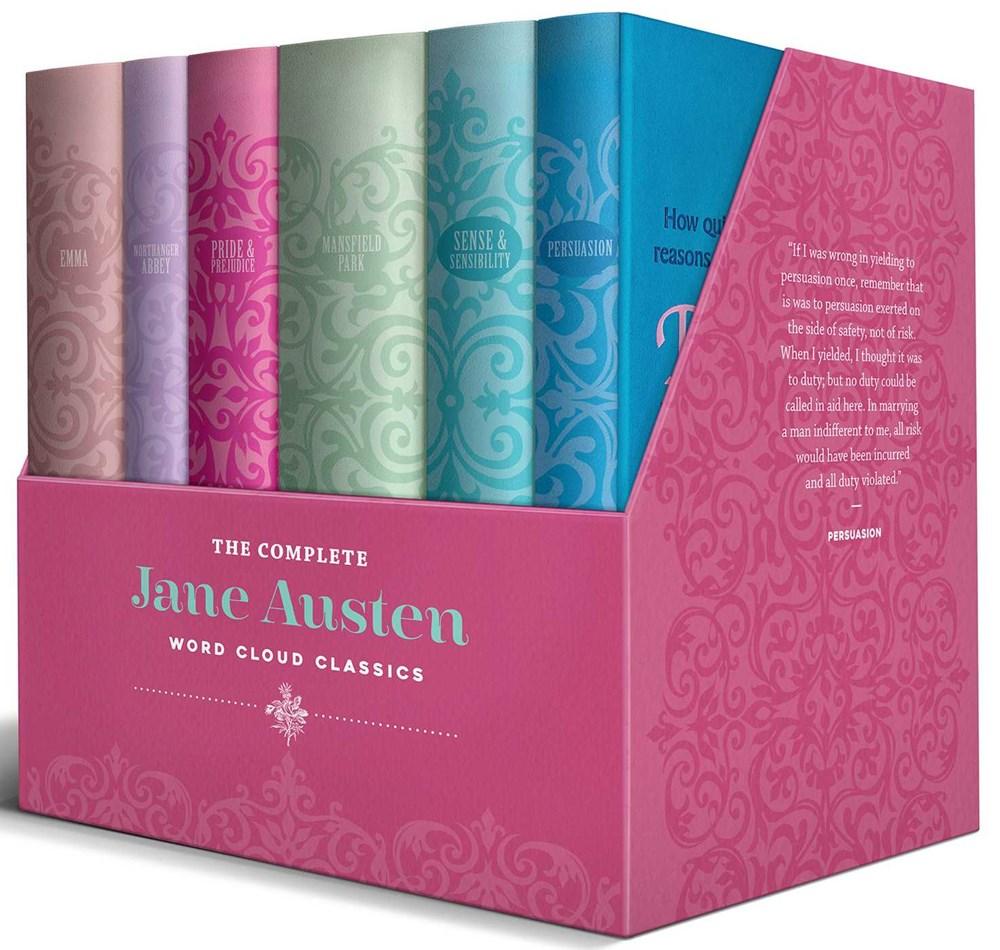 EMMA
NORTHANGER
ABBEY
PRIDE &
PREJUDICE
MANSFIELD
PARK
SENSE &
SENSIBILITY
PERSUASION
How qui
reasons
"If I was wrong in yielding to
persuasion once, remember that
is was to persuasion exerted on
the side of safety, not of risk.
When I yielded, I thought it was
to duty; but no duty could be
called in aid here. In marrying
a man indifferent to me, all risk
would have been incurred
and all duty violated."
—
PERSUASION
THE COMPLETE
Jane Austen
WORD CLOUD CLASSICS